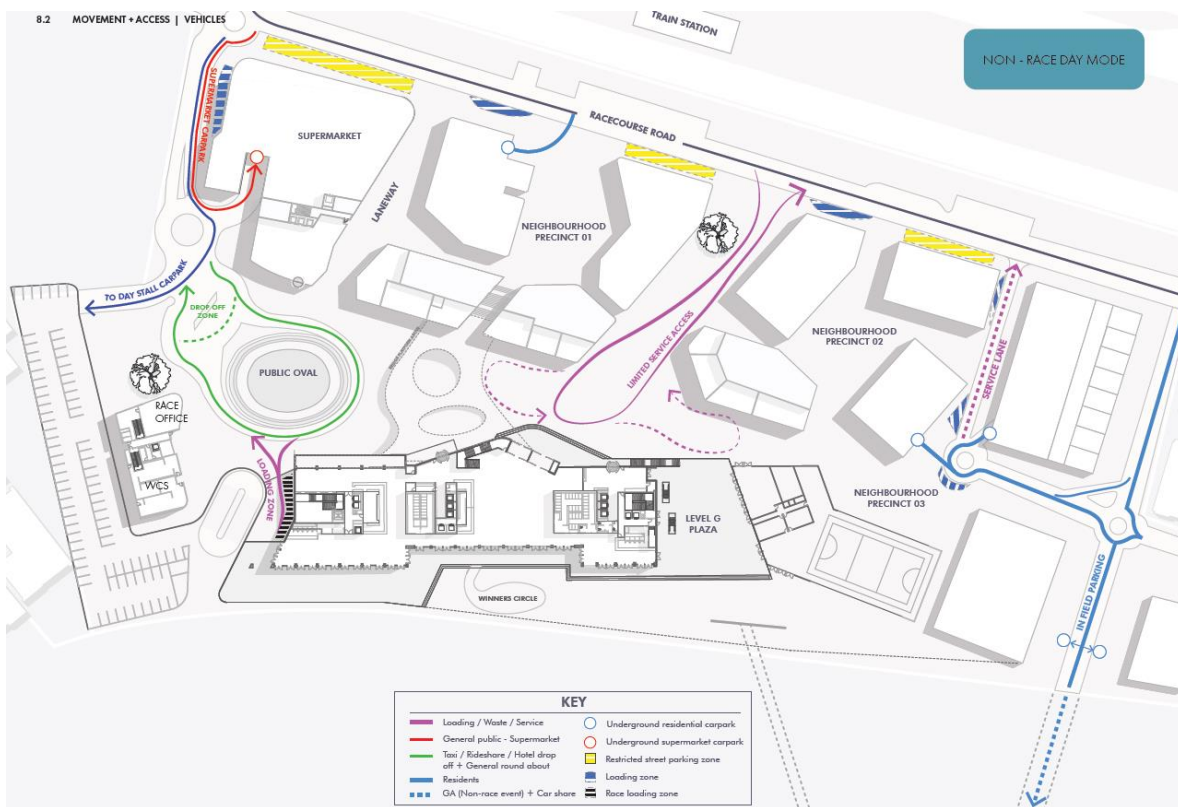 8.2 MOVEMENT + ACCESS | VEHICLES
TRAIN STATION
NON - RACE DAY MODE
SUPERMARKET CARPARK
SUPERMARKET
RACECOURSE ROAD
LANEWAY
NEIGHBOURHOOD
PRECINCT 01
TO DAY STALL CARPARK
DROP OFF
ZONE
LIMITED SERVICE ACCESS
NEIGHBOURHOOD
PRECINCT 02
SERVICE LANE
PUBLIC OVAL
RACE
OFFICE
WCS
LOADING ZONE
NEIGHBOURHOOD
PRECINCT 03
LEVEL G
PLAZA
WINNERS CIRCLE
IN FIELD PARKING
KEY
Loading / Waste / Service
General public - Supermarket
Taxi / Rideshare / Hotel drop
off + General round about
Residents
GA (Non-race event) + Car share
Underground residential carpark
Underground supermarket carpark
Restricted street parking zone
Loading zone
Race loading zone